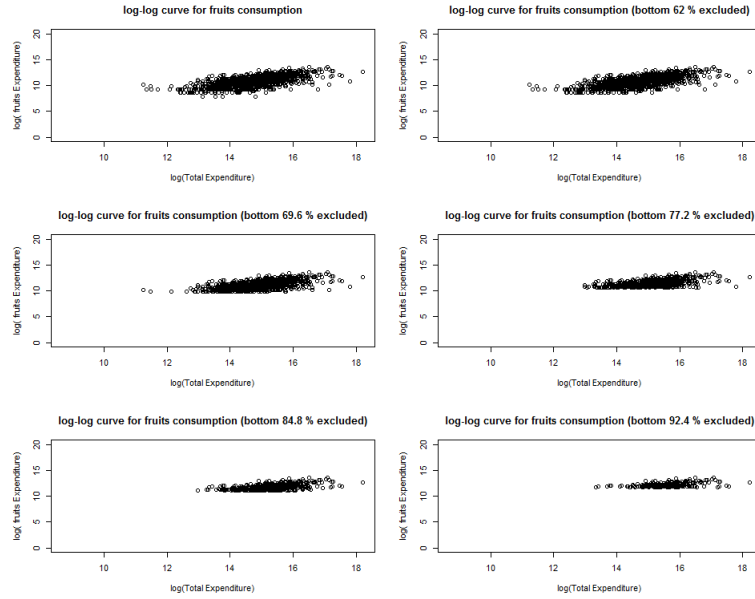 log-log curve for fruits consumption
log( fruits Expenditure)
20
15
10
5
0
10 12 14 16 18
log(Total Expenditure)
log-log curve for fruits consumption (bottom 62 % excluded)
log( fruits Expenditure)
20
15
10
5
0
10 12 14 16 18
log(Total Expenditure)
log-log curve for fruits consumption (bottom 69.6 % excluded)
log( fruits Expenditure)
20
15
10
5
0
10 12 14 16 18
log(Total Expenditure)
log-log curve for fruits consumption (bottom 77.2 % excluded)
log( fruits Expenditure)
20
15
10
5
0
10 12 14 16 18
log(Total Expenditure)
log-log curve for fruits consumption (bottom 84.8 % excluded)
log( fruits Expenditure)
20
15
10
5
0
10 12 14 16 18
log(Total Expenditure)
log-log curve for fruits consumption (bottom 92.4 % excluded)
log( fruits Expenditure)
20
15
10
5
0
10 12 14 16 18
log(Total Expenditure)